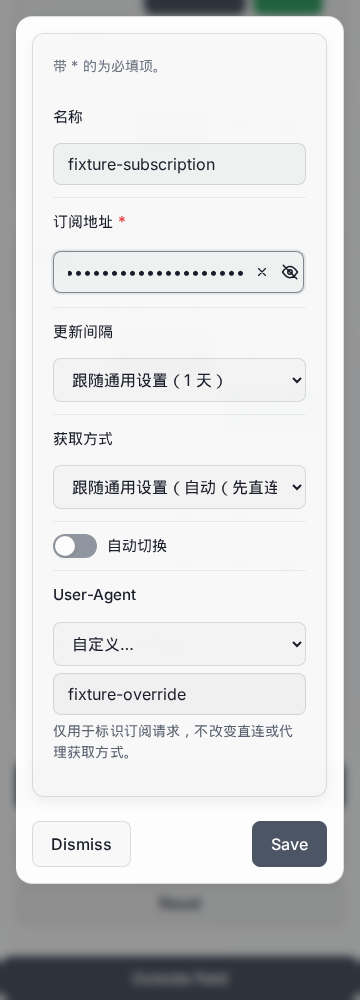 带 * 的为必填项。
名称
fixture-subscription
订阅地址 *
更新间隔
跟随通用设置（1 天）
获取方式
跟随通用设置（自动（先直连
自动切换
User-Agent
自定义...
fixture-override
仅用于标识订阅请求，不改变直连或代
理获取方式。
Dismiss
Save